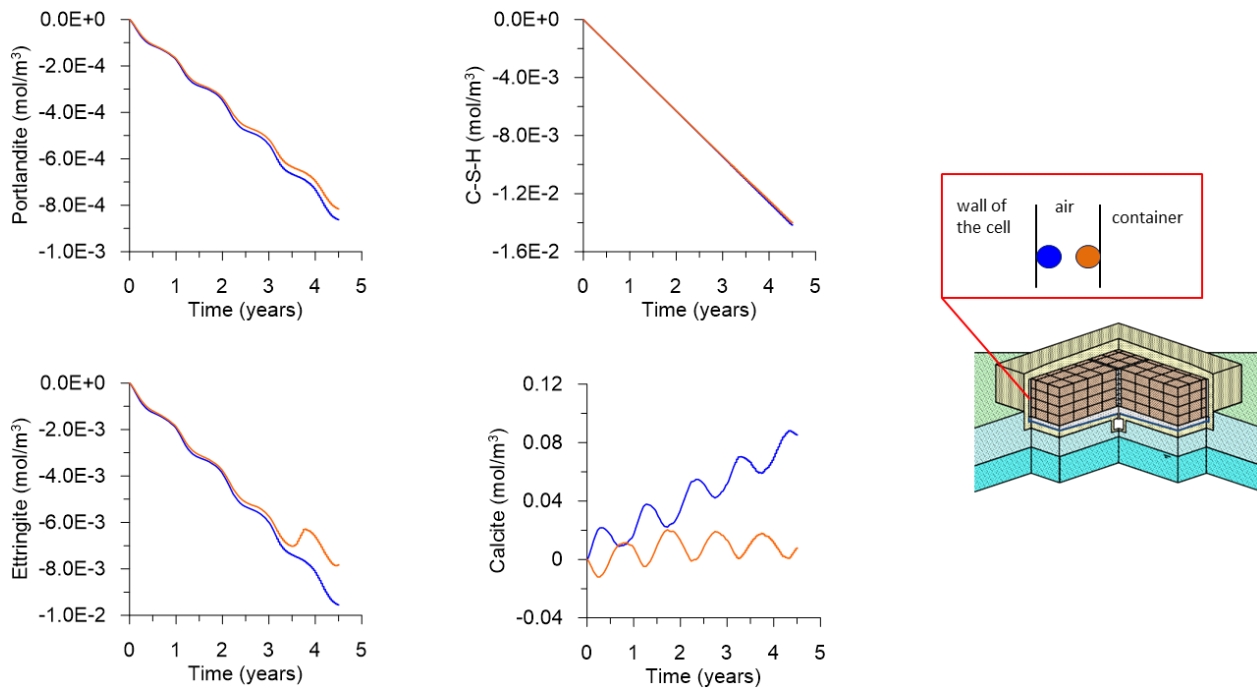 0.0E+0
-2.0E-4
-4.0E-4
-6.0E-4
-8.0E-4
-1.0E-3
Portlandite (mol/m³)
0 1 2 3 4 5
Time (years)
0.0E+0
-4.0E-3
-8.0E-3
-1.2E-2
-1.6E-2
C-S-H (mol/m³)
0 1 2 3 4 5
Time (years)
wall of
the cell
air
container
0.0E+0
-2.0E-3
-4.0E-3
-6.0E-3
-8.0E-3
-1.0E-2
Ettringite (mol/m³)
0 1 2 3 4 5
Time (years)
0.12
0.08
0.04
0
-0.04
Calcite (mol/m³)
0 1 2 3 4 5
Time (years)